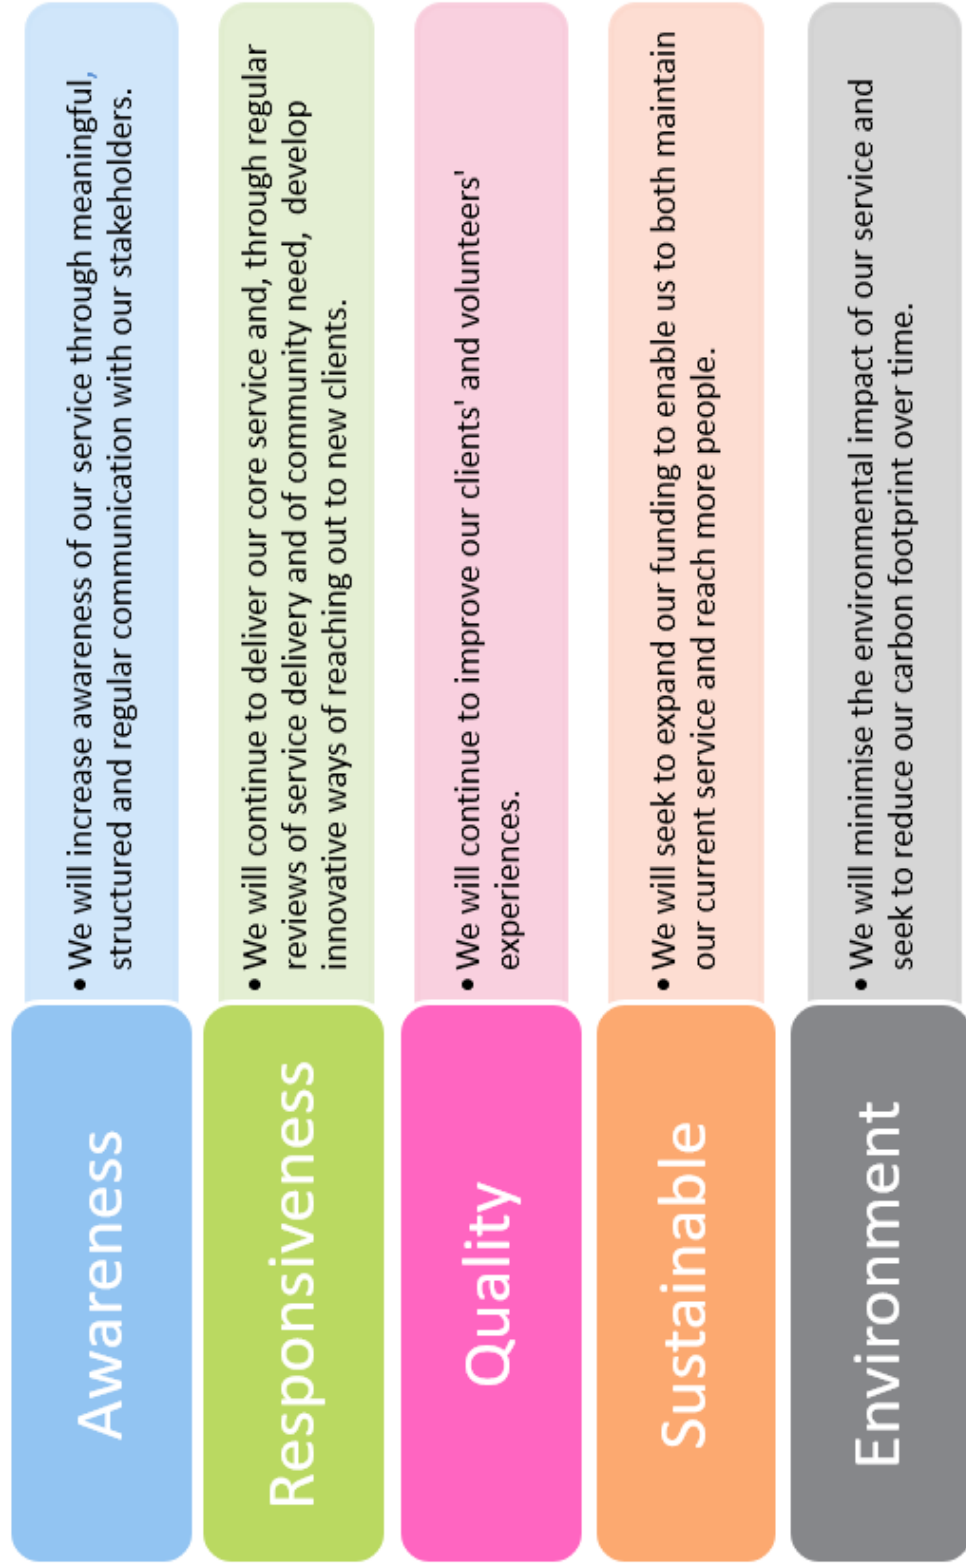 Awareness
• We will increase awareness of our service through meaningful,
structured and regular communication with our stakeholders.
Responsiveness
• We will continue to deliver our core service and, through regular
reviews of service delivery and of community need,  develop
innovative ways of reaching out to new clients.
Quality
• We will continue to improve our clients' and volunteers'
experiences.
Sustainable
• We will seek to expand our funding to enable us to both maintain
our current service and reach more people.
Environment
• We will minimise the environmental impact of our service and
seek to reduce our carbon footprint over time.